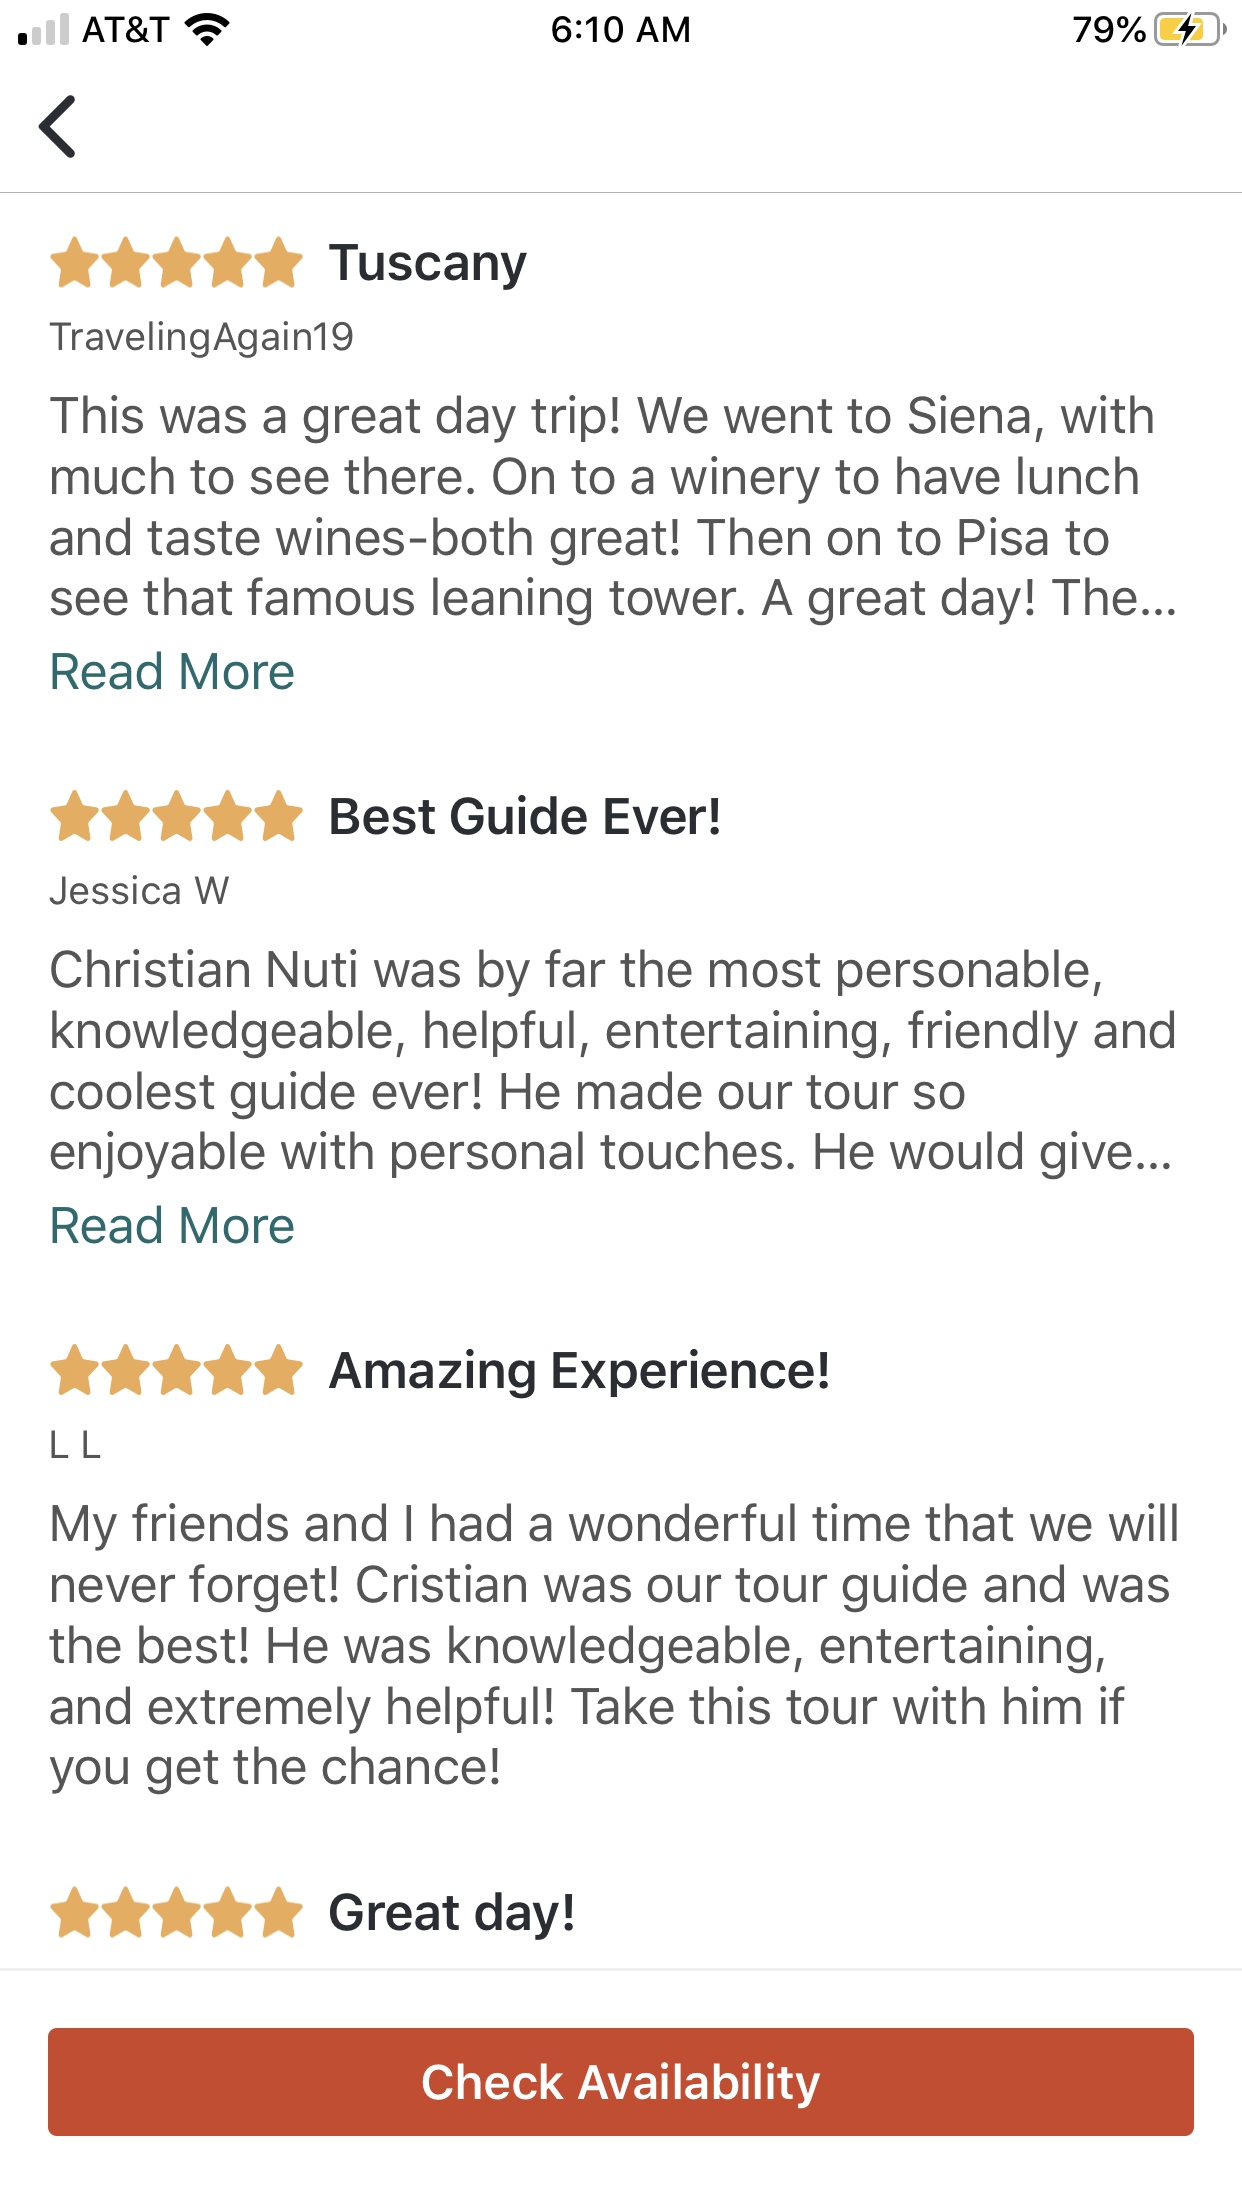 AT&T 6:10 AM 79%
Tuscany
TravelingAgain19
This was a great day trip! We went to Siena, with
much to see there. On to a winery to have lunch
and taste wines-both great! Then on to Pisa to
see that famous leaning tower. A great day! The...
Read More
Best Guide Ever!
Jessica W
Christian Nuti was by far the most personable,
knowledgeable, helpful, entertaining, friendly and
coolest guide ever! He made our tour so
enjoyable with personal touches. He would give...
Read More
Amazing Experience!
L L
My friends and I had a wonderful time that we will
never forget! Cristian was our tour guide and was
the best! He was knowledgeable, entertaining,
and extremely helpful! Take this tour with him if
you get the chance!
Great day!
Check Availability